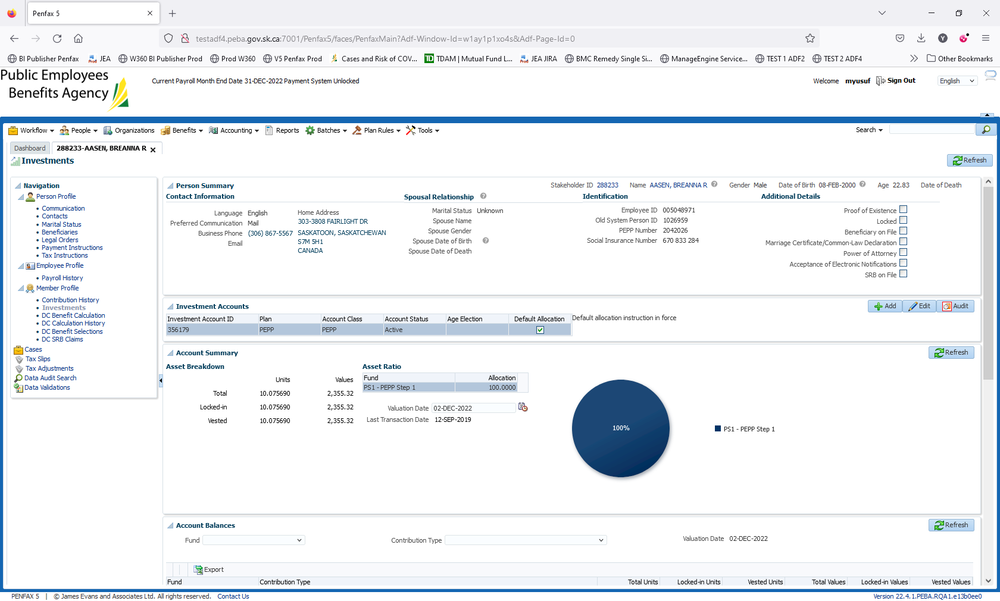 Penfax 5
testadf4.peba.gov.sk.ca:7001/Penfax5/faces/PenfaxMain?Adf-Window-Id=w1ay1p1xo4s&Adf-Page-Id=0
BI Publisher Penfax JEA W360 BI Publisher Prod Prod W360 V5 Penfax Prod Cases and Risk of COV... TDAM | Mutual Fund L... JEA JIRA BMC Remedy Single Si... ManageEngine Service... TEST 1 ADF2 TEST 2 ADF4 Other Bookmarks
Public Employees
Benefits Agency
Current Payroll Month End Date 31-DEC-2022 Payment System Unlocked
Welcome myusuf Sign Out English
Workflow People Organizations Benefits Accounting Reports Batches Plan Rules Tools Search
Dashboard 288233-AASEN, BREANNA R
Investments Refresh
Navigation
Person Profile
Communication
Contacts
Marital Status
Beneficiaries
Legal Orders
Payment Instructions
Tax Instructions
Employee Profile
Payroll History
Member Profile
Contribution History
Investments
DC Benefit Calculation
DC Calculation History
DC Benefit Selections
DC SRB Claims
Cases
Tax Slips
Tax Adjustments
Data Audit Search
Data Validations
Person Summary Stakeholder ID 288233 Name AASEN, BREANNA R Gender Male Date of Birth 08-FEB-2000 Age 22.83 Date of Death
Contact Information
Language English
Preferred Communication Mail
Business Phone (306) 867-5567
Email
Home Address
303-3808 FAIRLIGHT DR
SASKATOON, SASKATCHEWAN
S7M 5H1
CANADA
Spousal Relationship
Marital Status Unknown
Spouse Name
Spouse Gender
Spouse Date of Birth
Spouse Date of Death
Identification
Employee ID 005048971
Old System Person ID 1026959
PEPP Number 2042026
Social Insurance Number 670 833 284
Additional Details
Proof of Existence
Locked
Beneficiary on File
Marriage Certificate/Common-Law Declaration
Power of Attorney
Acceptance of Electronic Notifications
SRB on File
Investment Accounts Add Edit Audit
Investment Account ID Plan Account Class Account Status Age Election Default Allocation
356179 PEPP PEPP Active
Default allocation instruction in force
Account Summary Refresh
Asset Breakdown
Units Values
Total 10.075690 2,355.32
Locked-in 10.075690 2,355.32
Vested 10.075690 2,355.32
Asset Ratio
Fund Allocation
PS1 - PEPP Step 1 100.0000
Valuation Date 02-DEC-2022
Last Transaction Date 12-SEP-2019
100%
PS1 - PEPP Step 1
Account Balances Refresh
Fund Contribution Type Valuation Date 02-DEC-2022
Export
Fund Contribution Type Total Units Locked-in Units Vested Units Total Values Locked-in Values Vested Values
PENFAX 5 | © James Evans and Associates Ltd. All rights reserved. Contact Us Version 22.4.1.PEBA.RQA1.e13b0ee0